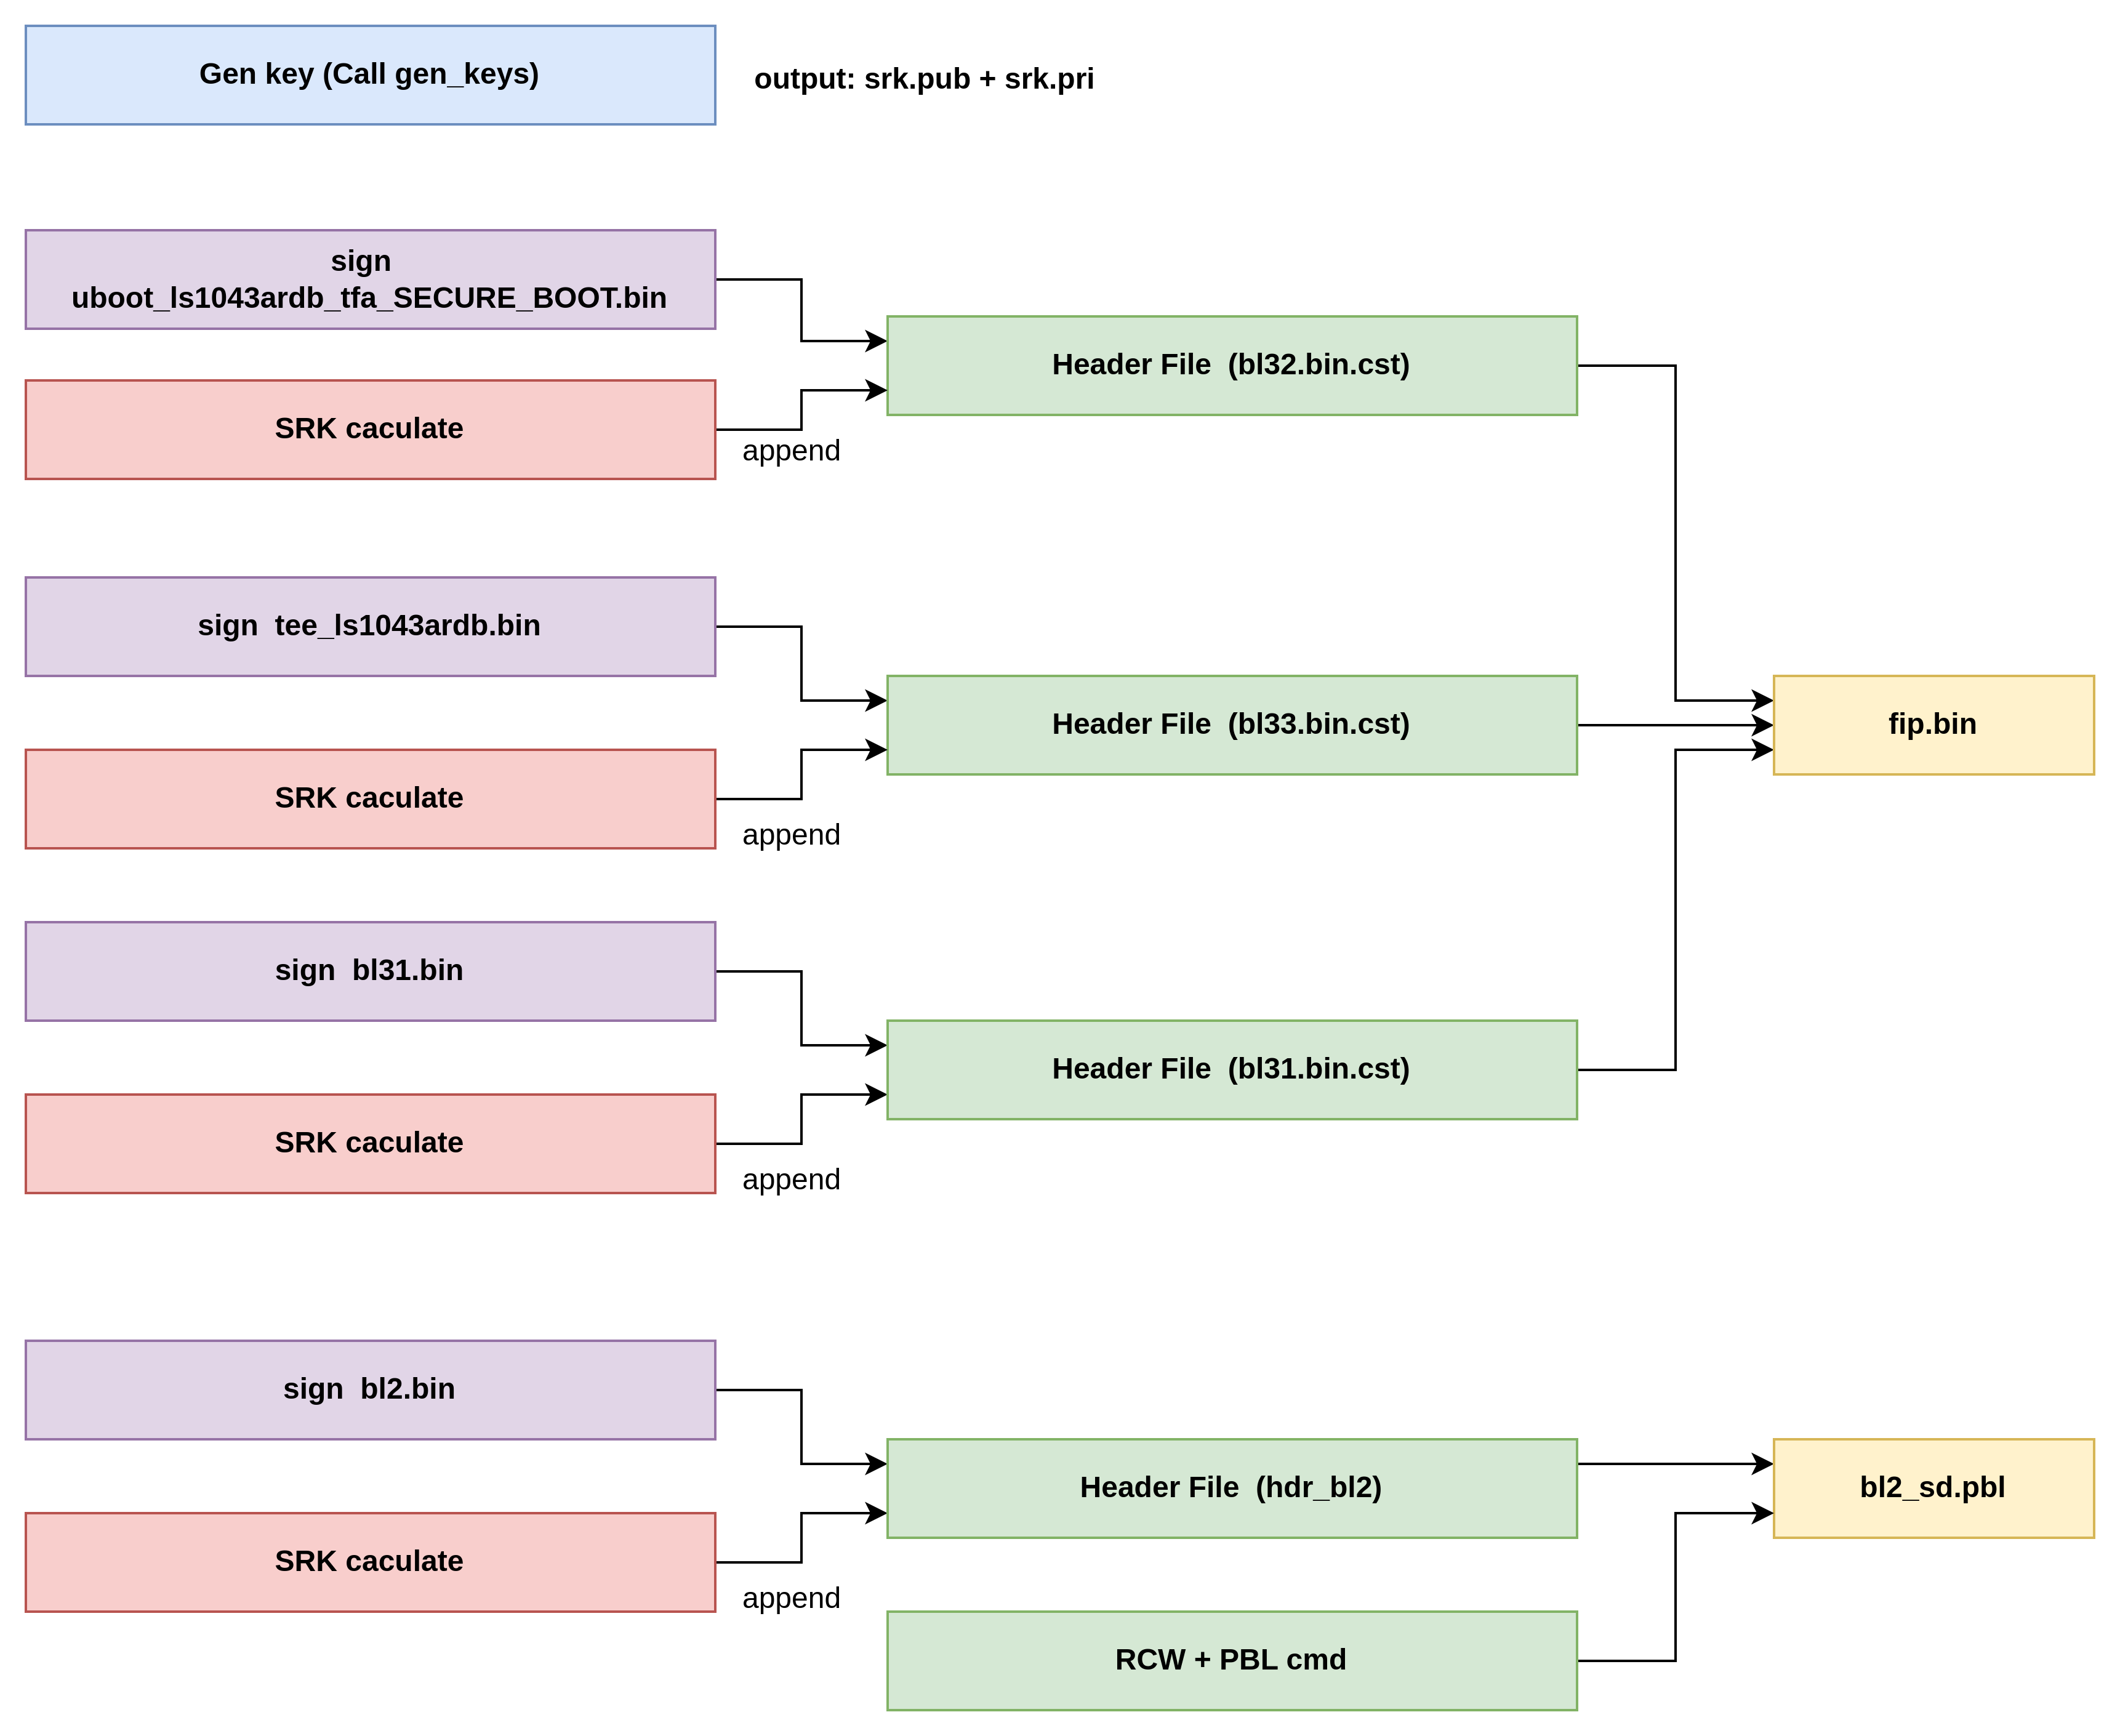 Gen key (Call gen_keys)
output: srk.pub + srk.pri
sign
uboot_ls1043ardb_tfa_SECURE_BOOT.bin
Header File  (bl32.bin.cst)
SRK caculate
append
sign  tee_ls1043ardb.bin
Header File  (bl33.bin.cst)
fip.bin
SRK caculate
append
sign  bl31.bin
Header File  (bl31.bin.cst)
SRK caculate
append
sign  bl2.bin
Header File  (hdr_bl2)
bl2_sd.pbl
SRK caculate
append
RCW + PBL cmd